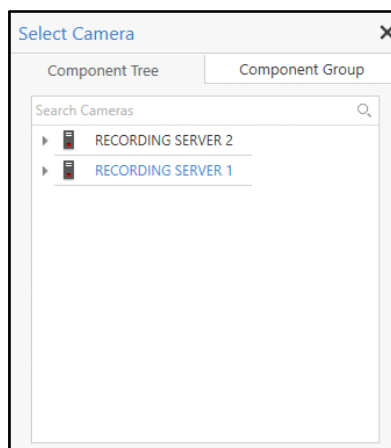 Select Camera
Component Tree
Component Group
Search Cameras
RECORDING SERVER 2
RECORDING SERVER 1